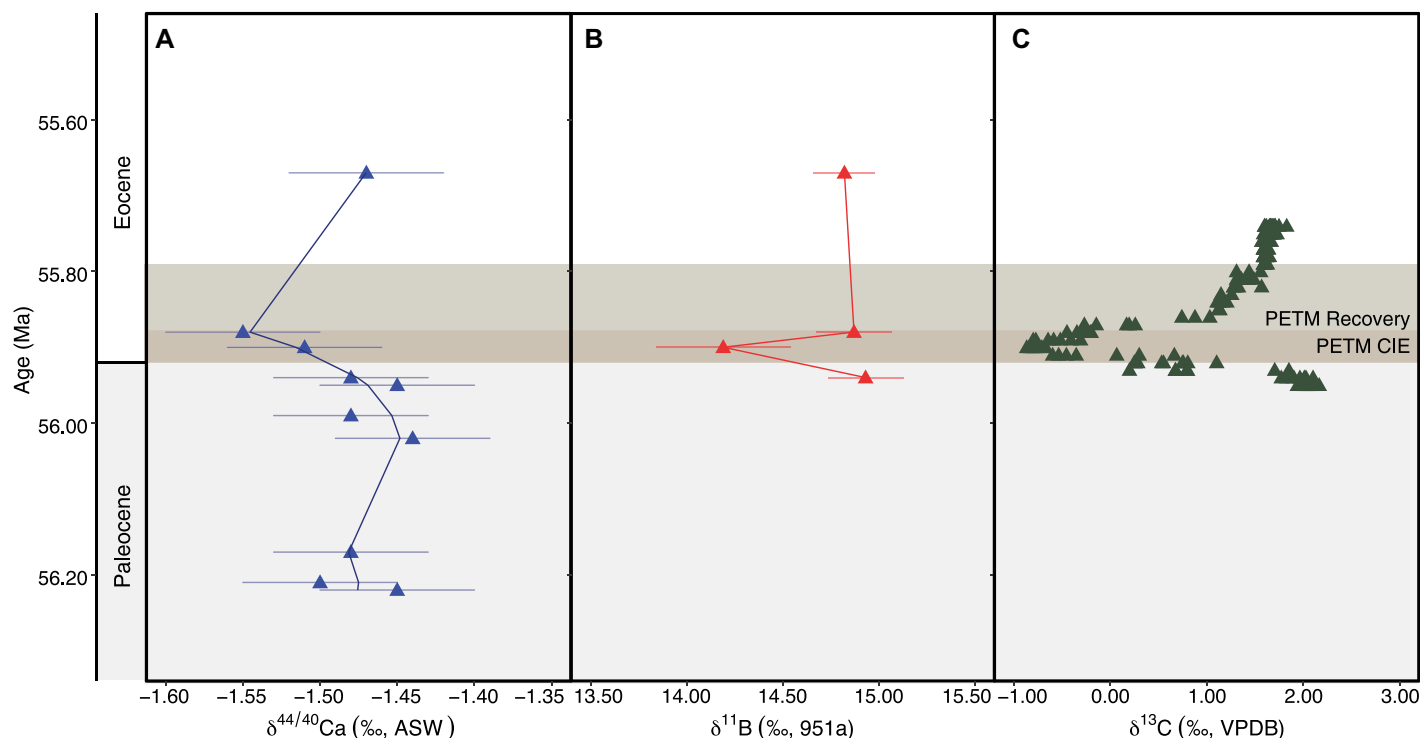 A
B
C
55.60
55.80
56.00
56.20
Age (Ma)
Eocene
Paleocene
PETM Recovery
PETM CIE
−1.60 −1.55 −1.50 −1.45 −1.40 −1.35
13.50 14.00 14.50 15.00 15.50
−1.00 0.00 1.00 2.00 3.00
δ44/40Ca (‰, ASW)
δ11B (‰, 951a)
δ13C (‰, VPDB)